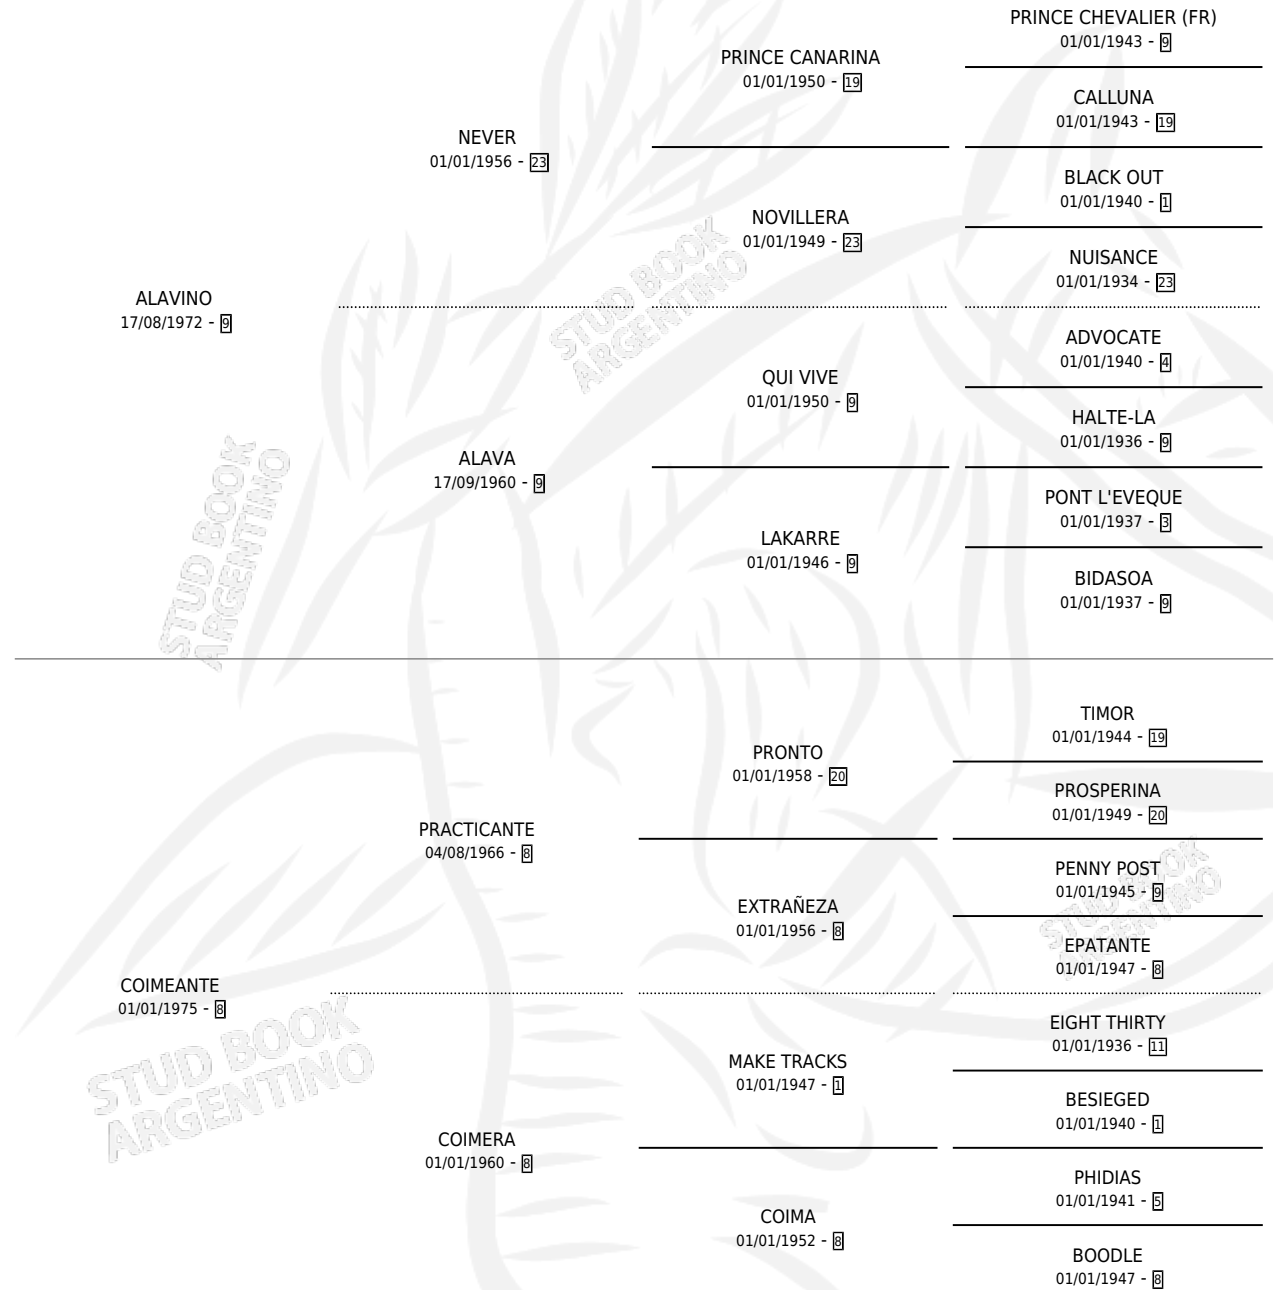 PRINCE CHEVALIER (FR)
01/01/1943 - 9
PRINCE CANARINA
01/01/1950 - 19
CALLUNA
01/01/1943 - 19
NEVER
01/01/1956 - 23
BLACK OUT
01/01/1940 - 1
NOVILLERA
01/01/1949 - 23
NUISANCE
01/01/1934 - 23
ALAVINO
17/08/1972 - 9
ADVOCATE
01/01/1940 - 4
QUI VIVE
01/01/1950 - 9
HALTE-LA
01/01/1936 - 9
ALAVA
17/09/1960 - 9
PONT L'EVEQUE
01/01/1937 - 3
LAKARRE
01/01/1946 - 9
BIDASOA
01/01/1937 - 9
TIMOR
01/01/1944 - 19
PRONTO
01/01/1958 - 20
PROSPERINA
01/01/1949 - 20
PRACTICANTE
04/08/1966 - 8
PENNY POST
01/01/1945 - 9
EXTRAÑEZA
01/01/1956 - 8
EPATANTE
01/01/1947 - 8
COIMEANTE
01/01/1975 - 8
EIGHT THIRTY
01/01/1936 - 11
MAKE TRACKS
01/01/1947 - 1
BESIEGED
01/01/1940 - 1
COIMERA
01/01/1960 - 8
PHIDIAS
01/01/1941 - 5
COIMA
01/01/1952 - 8
BOODLE
01/01/1947 - 8
STUD BOOK
ARGENTINO
STUD BOOK
ARGENTINO
STUD BOOK
ARGENTINO
STUD BOOK
ARGENTINO